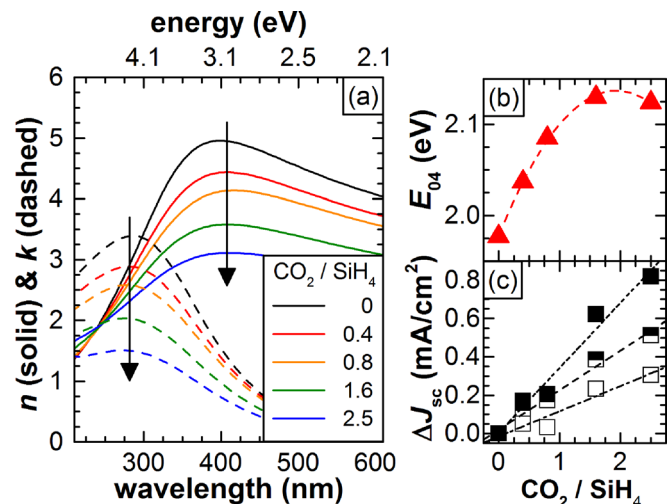 energy (eV)
4.1 3.1 2.5 2.1
6
5
4
3
2
1
0
n (solid) & k (dashed)
(a)
CO2 / SiH4
0
0.4
0.8
1.6
2.5
300 400 500 600
wavelength (nm)
(b)
2.13
1.98
E04 (eV)
(c)
0.8
0.6
0.4
0.2
0.0
ΔJsc (mA/cm²)
0 1 2
CO2 / SiH4